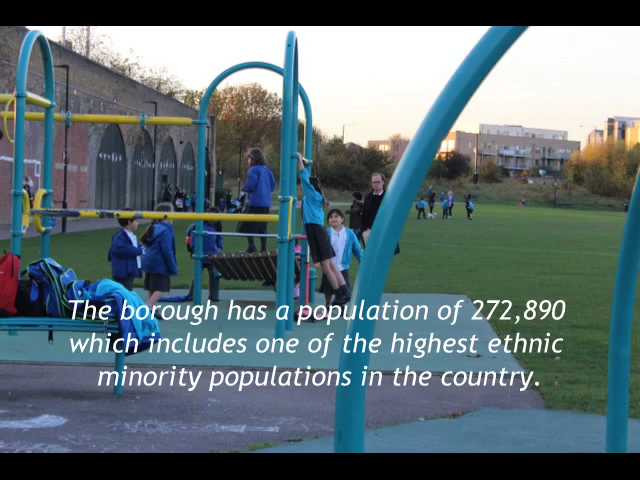 The borough has a population of 272,890
which includes one of the highest ethnic
minority populations in the country.